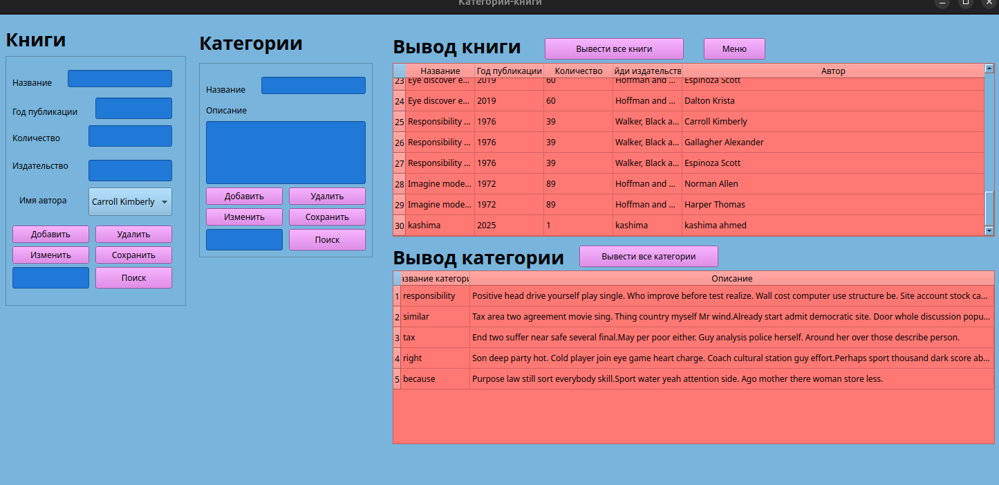 Категории-книги
Книги
Название
Год публикации
Количество
Издательство
Имя автора
Carroll Kimberly
Добавить Удалить
Изменить Сохранить
Поиск
Категории
Название
Описание
Добавить Удалить
Изменить Сохранить
Поиск
Вывод книги Вывести все книги Меню
Название Год публикации Количество йди издательств Автор
23 Eye discover e... 2019 60 Hoffman and ... Espinoza Scott
24 Eye discover e... 2019 60 Hoffman and ... Dalton Krista
25 Responsibility ... 1976 39 Walker, Black a... Carroll Kimberly
26 Responsibility ... 1976 39 Walker, Black a... Gallagher Alexander
27 Responsibility ... 1976 39 Walker, Black a... Espinoza Scott
28 Imagine mode... 1972 89 Hoffman and ... Norman Allen
29 Imagine mode... 1972 89 Hoffman and ... Harper Thomas
30 kashima 2025 1 kashima kashima ahmed
Вывод категории Вывести все категории
азвание категори Описание
1 responsibility Positive head drive yourself play single. Who improve before test realize. Wall cost computer use structure be. Site account stock ca...
2 similar Tax area two agreement movie sing. Thing country myself Mr wind.Already start admit democratic site. Door whole discussion popu...
3 tax End two suffer near safe several final.May per poor either. Guy analysis police herself. Around her over those describe person.
4 right Son deep party hot. Cold player join eye game heart charge. Coach cultural station guy effort.Perhaps sport thousand dark score ab...
5 because Purpose law still sort everybody skill.Sport water yeah attention side. Ago mother there woman store less.